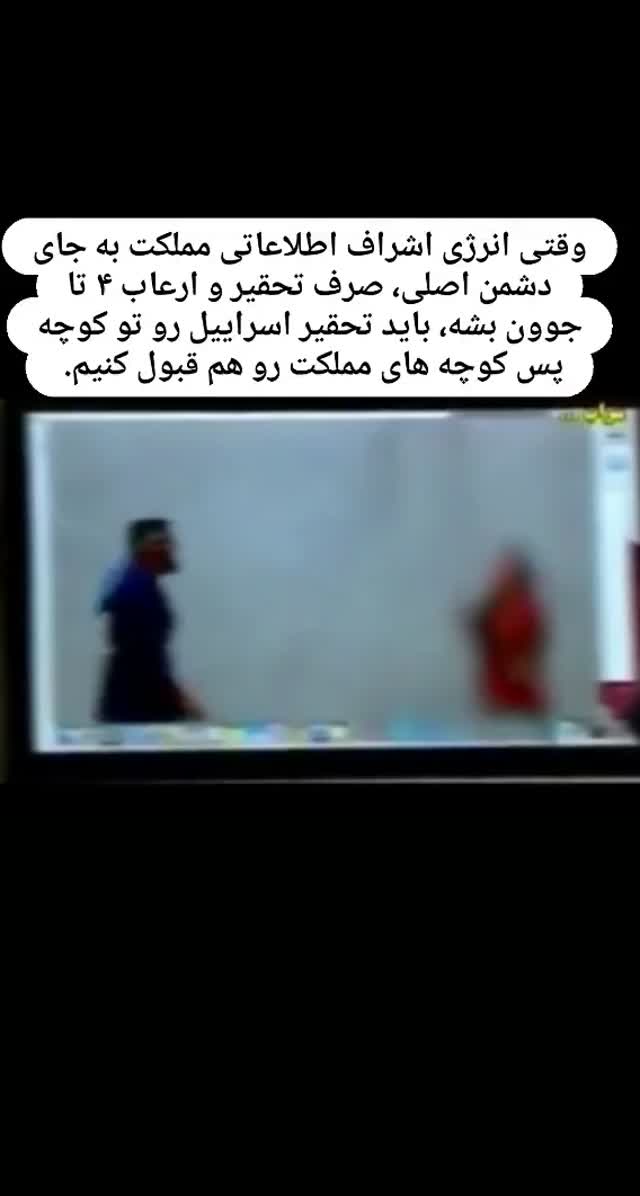 وقتی انرژی اشراف اطلاعاتی مملکت به جای
دشمن اصلی، صرف تحقیر و ارعاب ۴ تا
جوون بشه، باید تحقیر اسراییل رو تو کوچه
پس کوچه های مملکت رو هم قبول کنیم.